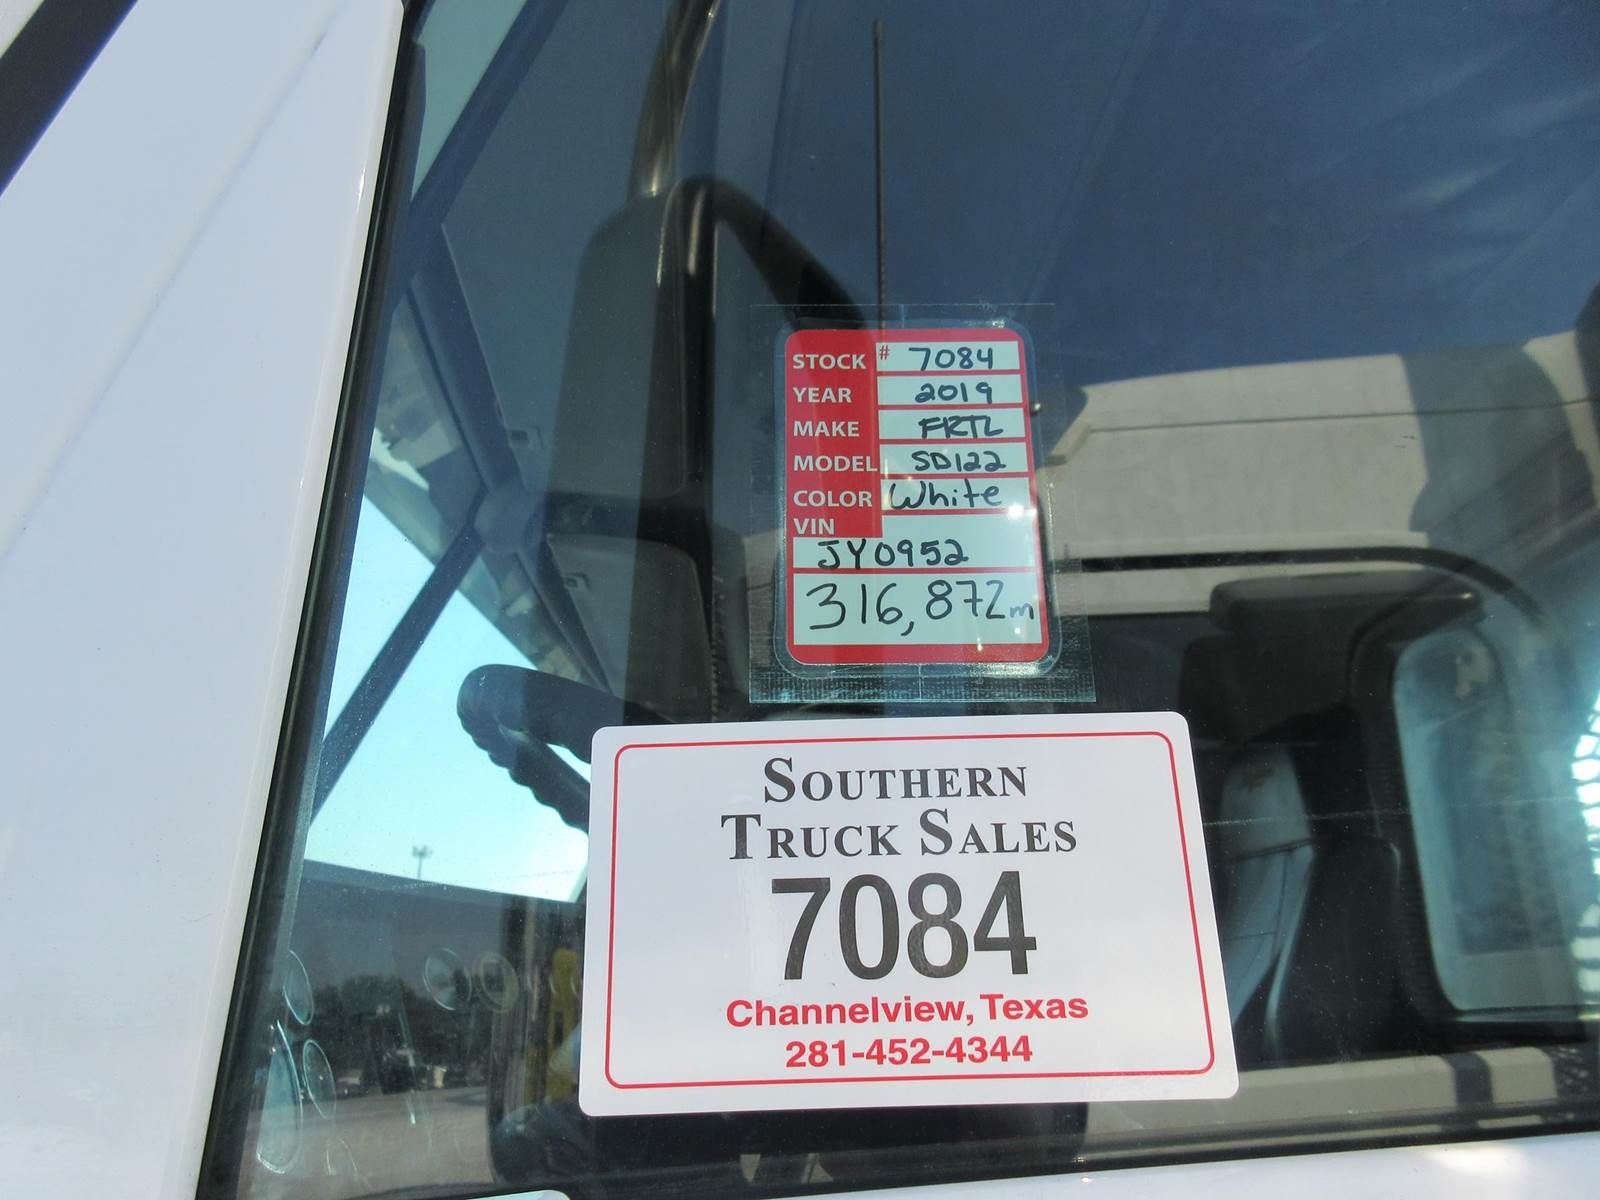 STOCK # 7084
YEAR 2019
MAKE FRTL
MODEL SD122
COLOR White
VIN
JY0952
316,872m
SOUTHERN
TRUCK SALES
7084
Channelview, Texas
281-452-4344